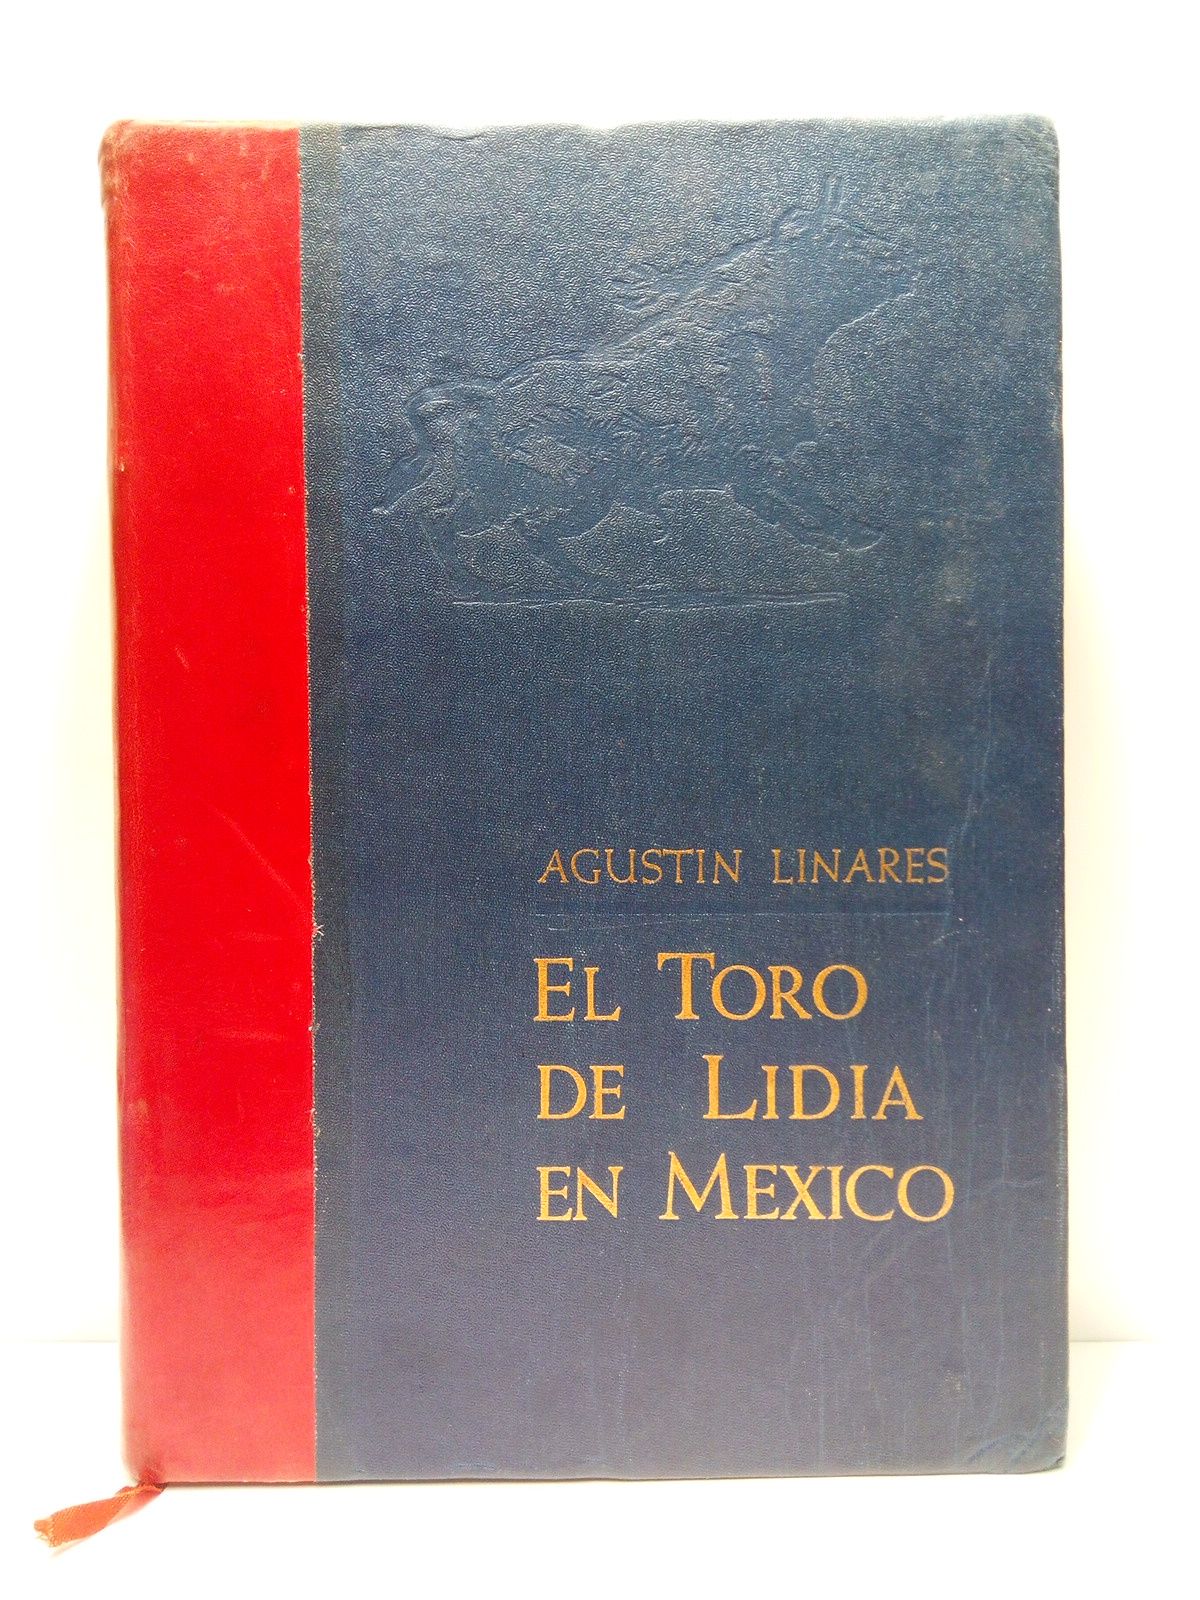 AGUSTIN LINARES
EL TORO
DE LIDIA
EN MEXICO